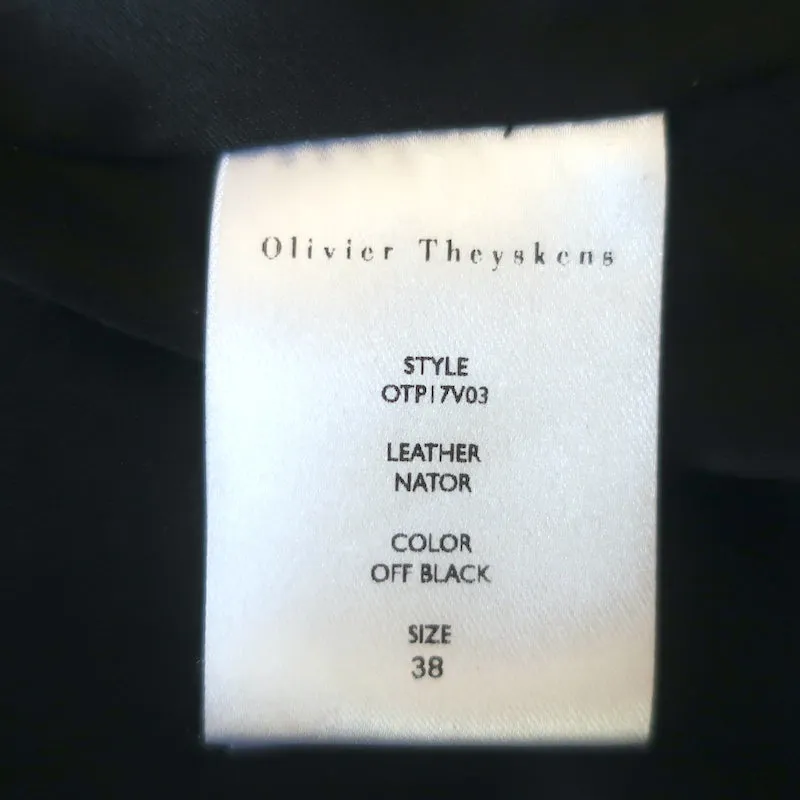 Olivier Theyskens
STYLE
OTP17V03
LEATHER
NATOR
COLOR
OFF BLACK
SIZE
38